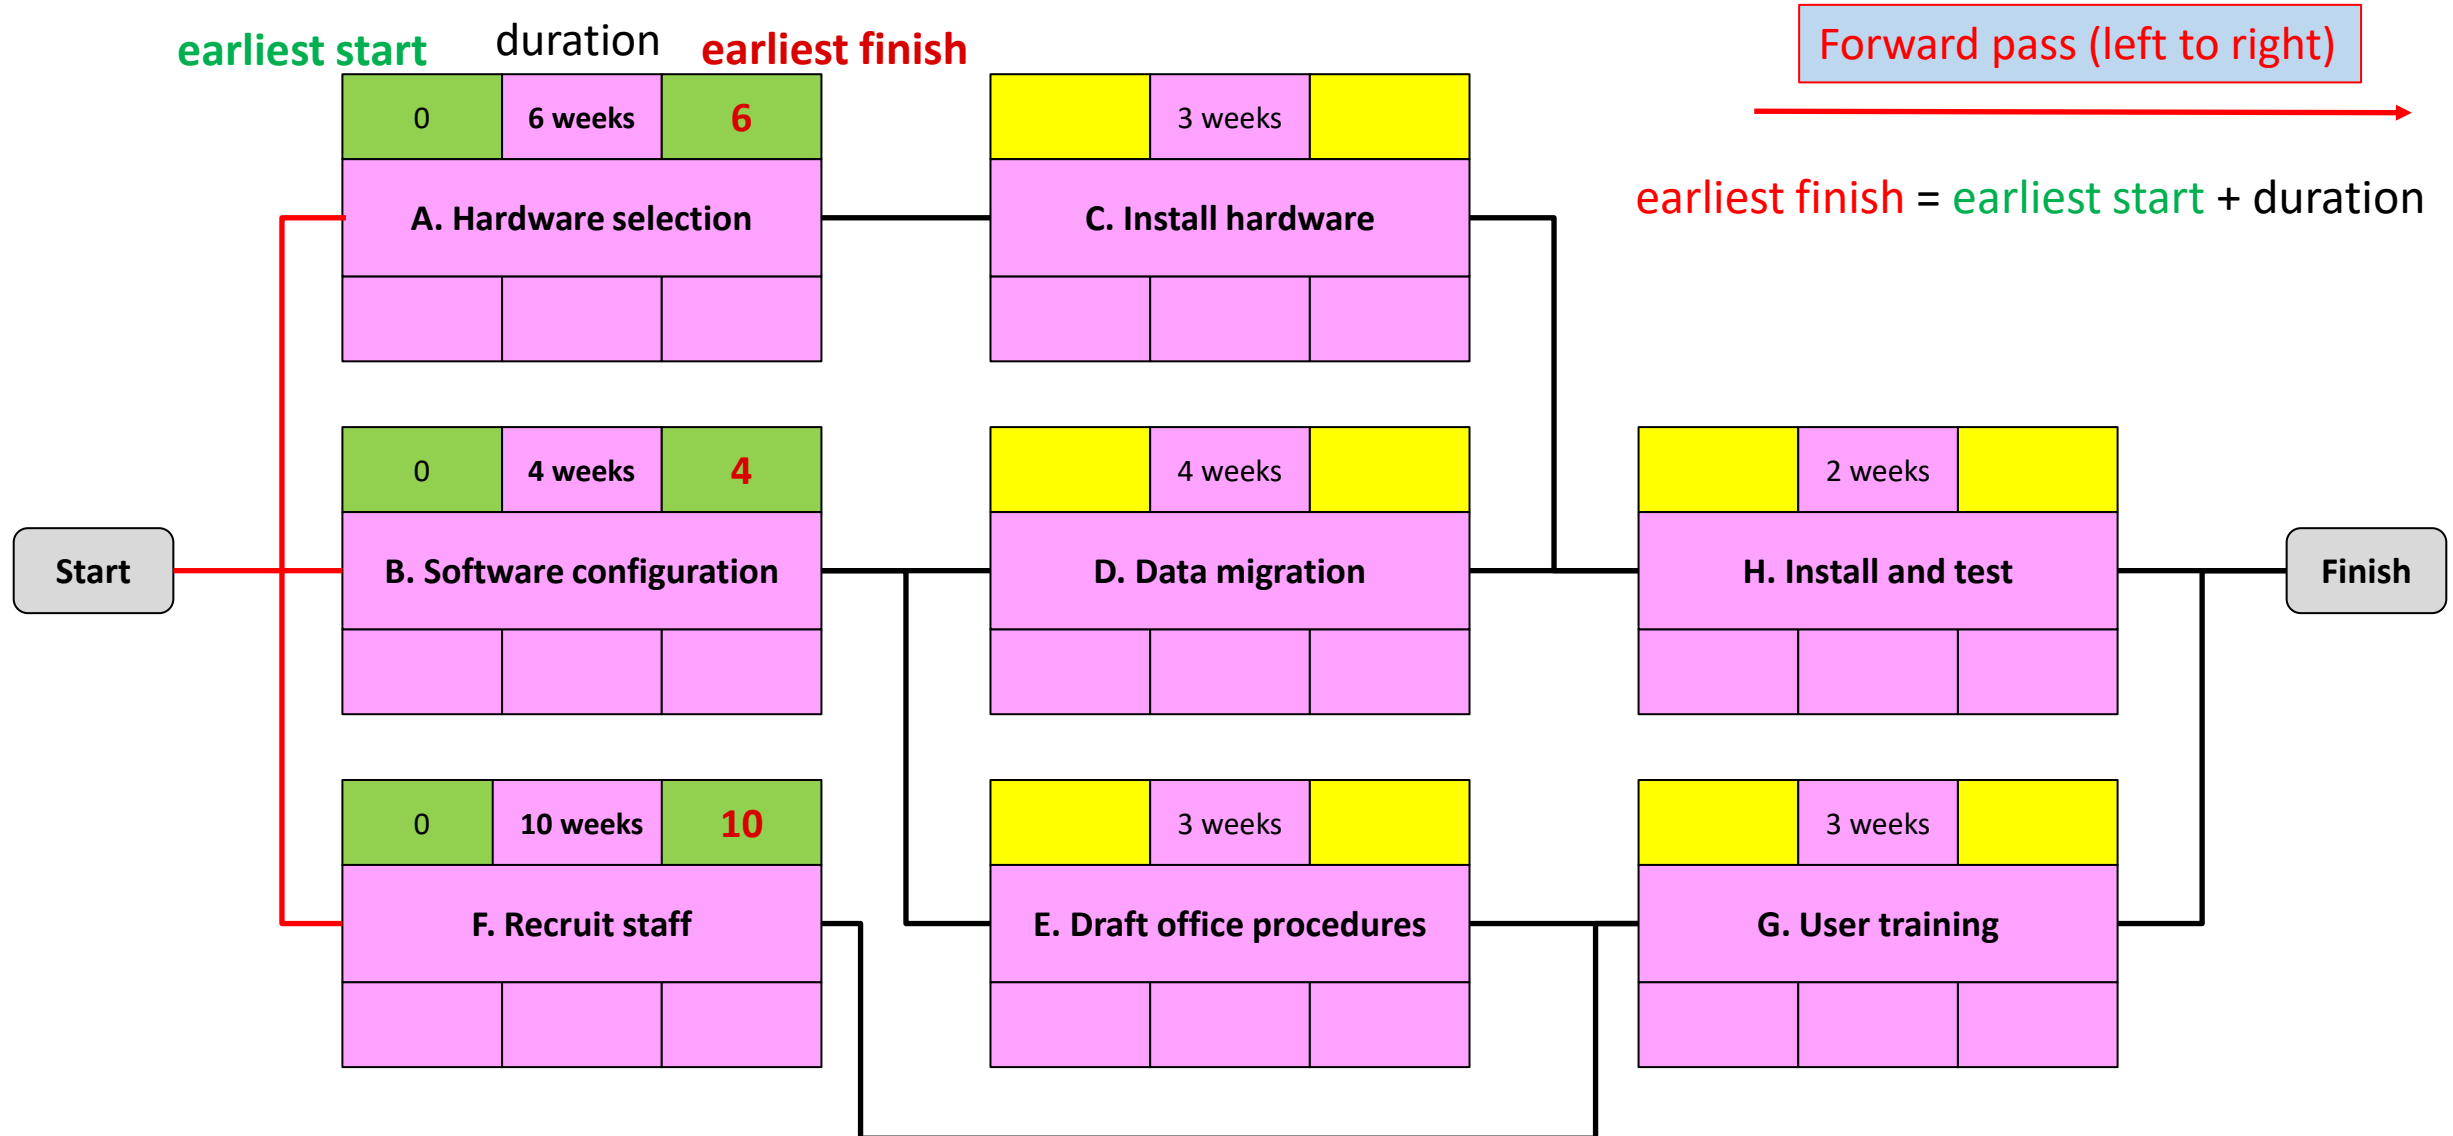 earliest start duration earliest finish
Forward pass (left to right)
0 6 weeks 6
3 weeks
A. Hardware selection
C. Install hardware
earliest finish = earliest start + duration
0 4 weeks 4
4 weeks
2 weeks
Start
B. Software configuration
D. Data migration
H. Install and test
Finish
0 10 weeks 10
3 weeks
3 weeks
F. Recruit staff
E. Draft office procedures
G. User training